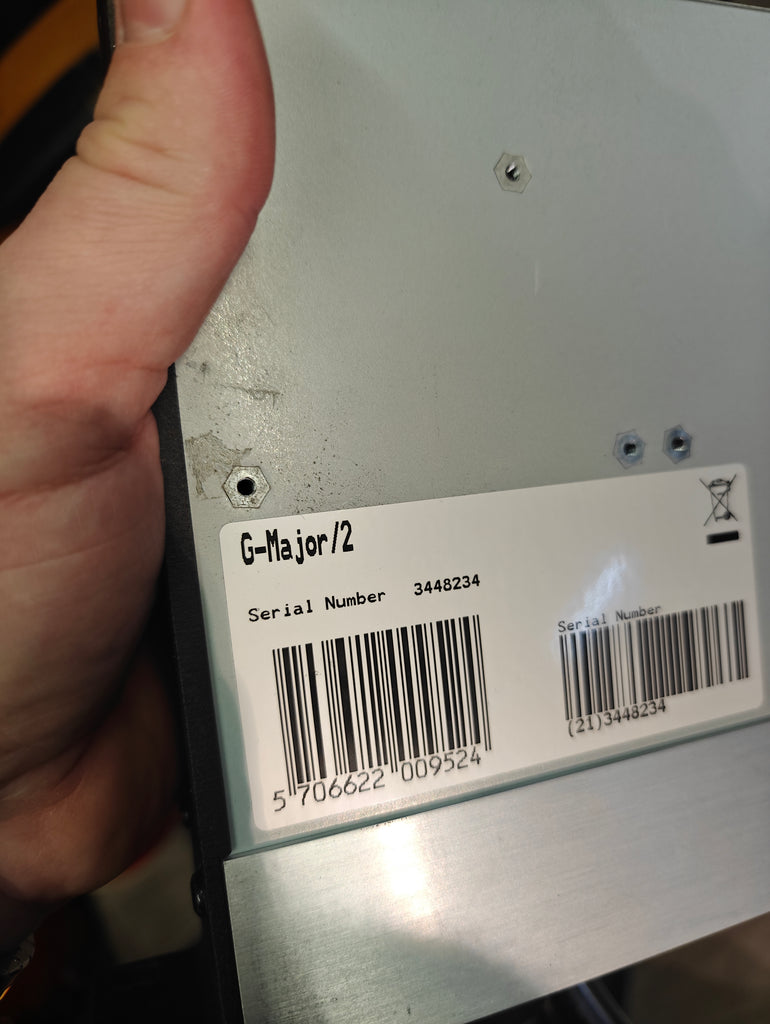 G-Major/2
Serial Number 3448234
5 706622 009524
Serial Number
(21)3448234